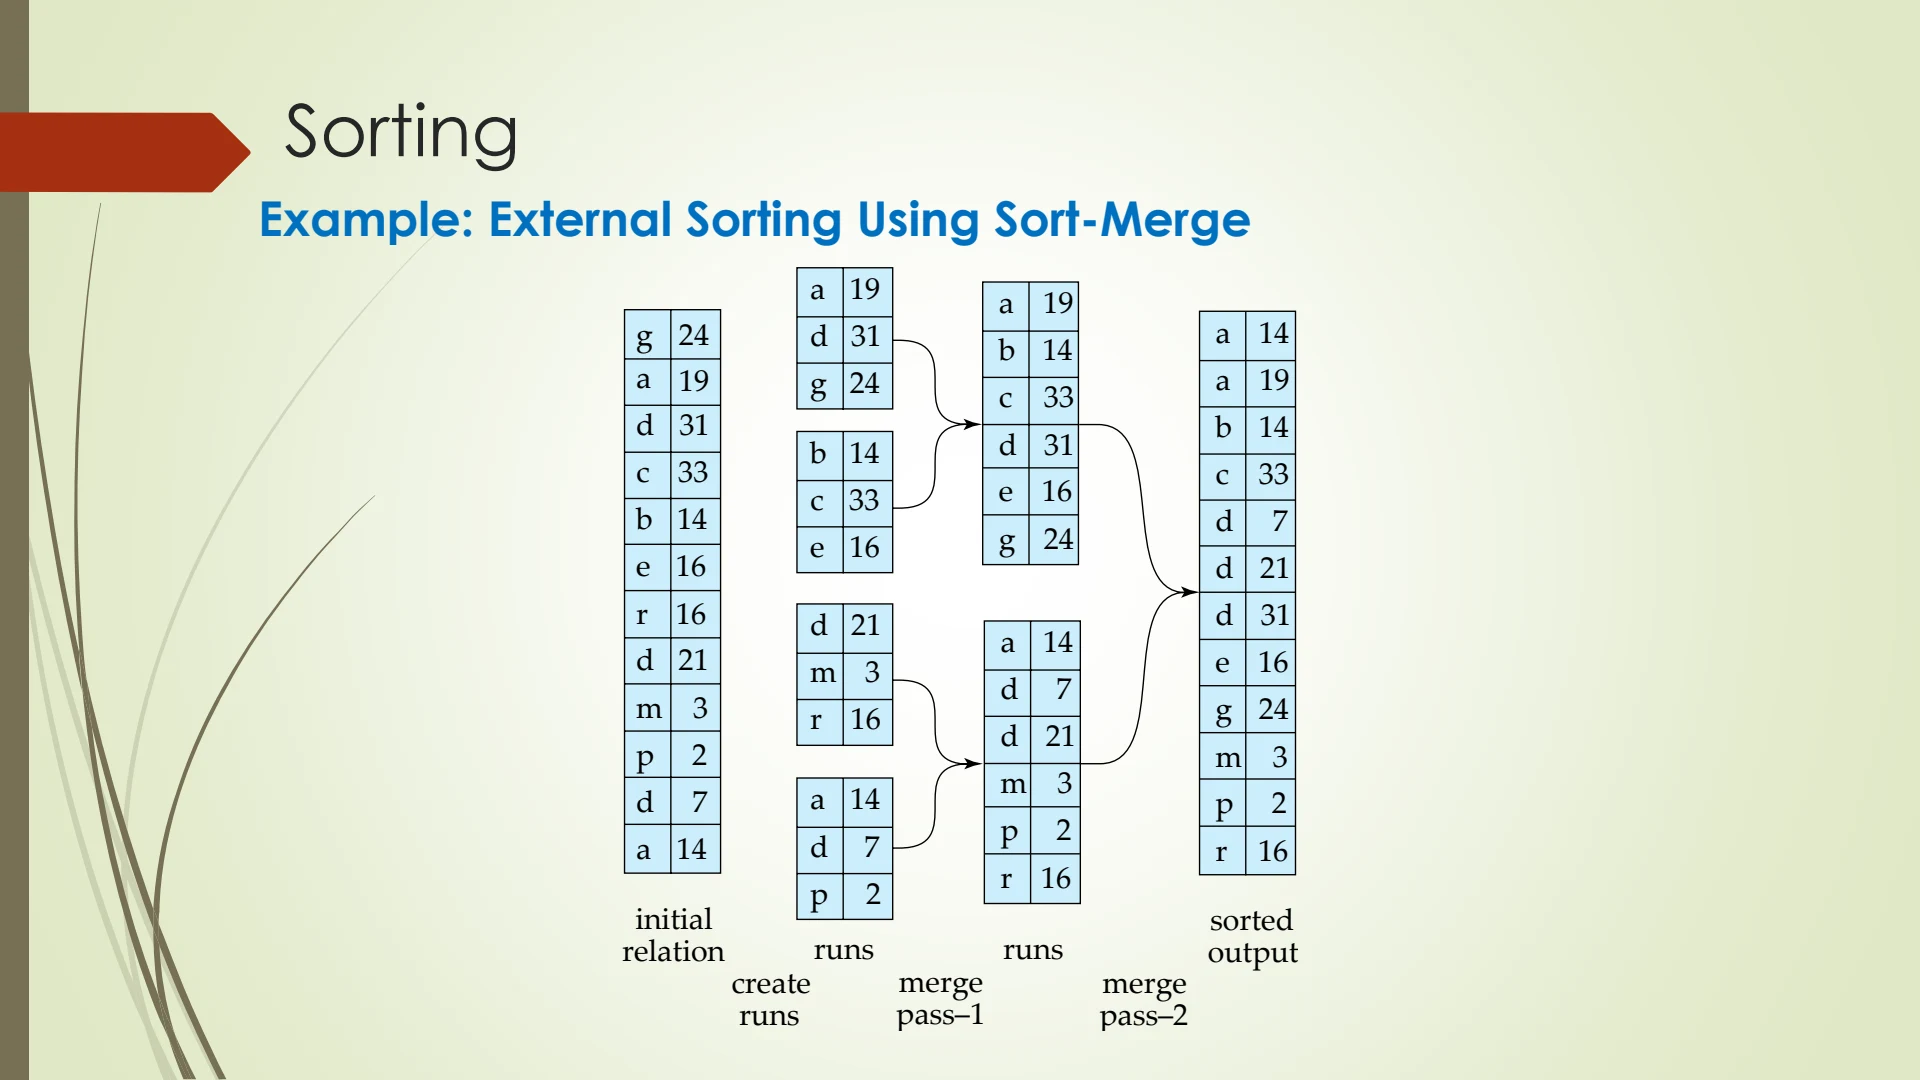 Sorting
Example: External Sorting Using Sort-Merge
g 24
a 19
d 31
c 33
b 14
e 16
r 16
d 21
m 3
p 2
d 7
a 14
initial
relation
create
runs
a 19
d 31
g 24
b 14
c 33
e 16
d 21
m 3
r 16
a 14
d 7
p 2
runs
merge
pass–1
a 19
b 14
c 33
d 31
e 16
g 24
a 14
d 7
d 21
m 3
p 2
r 16
runs
merge
pass–2
a 14
a 19
b 14
c 33
d 7
d 21
d 31
e 16
g 24
m 3
p 2
r 16
sorted
output